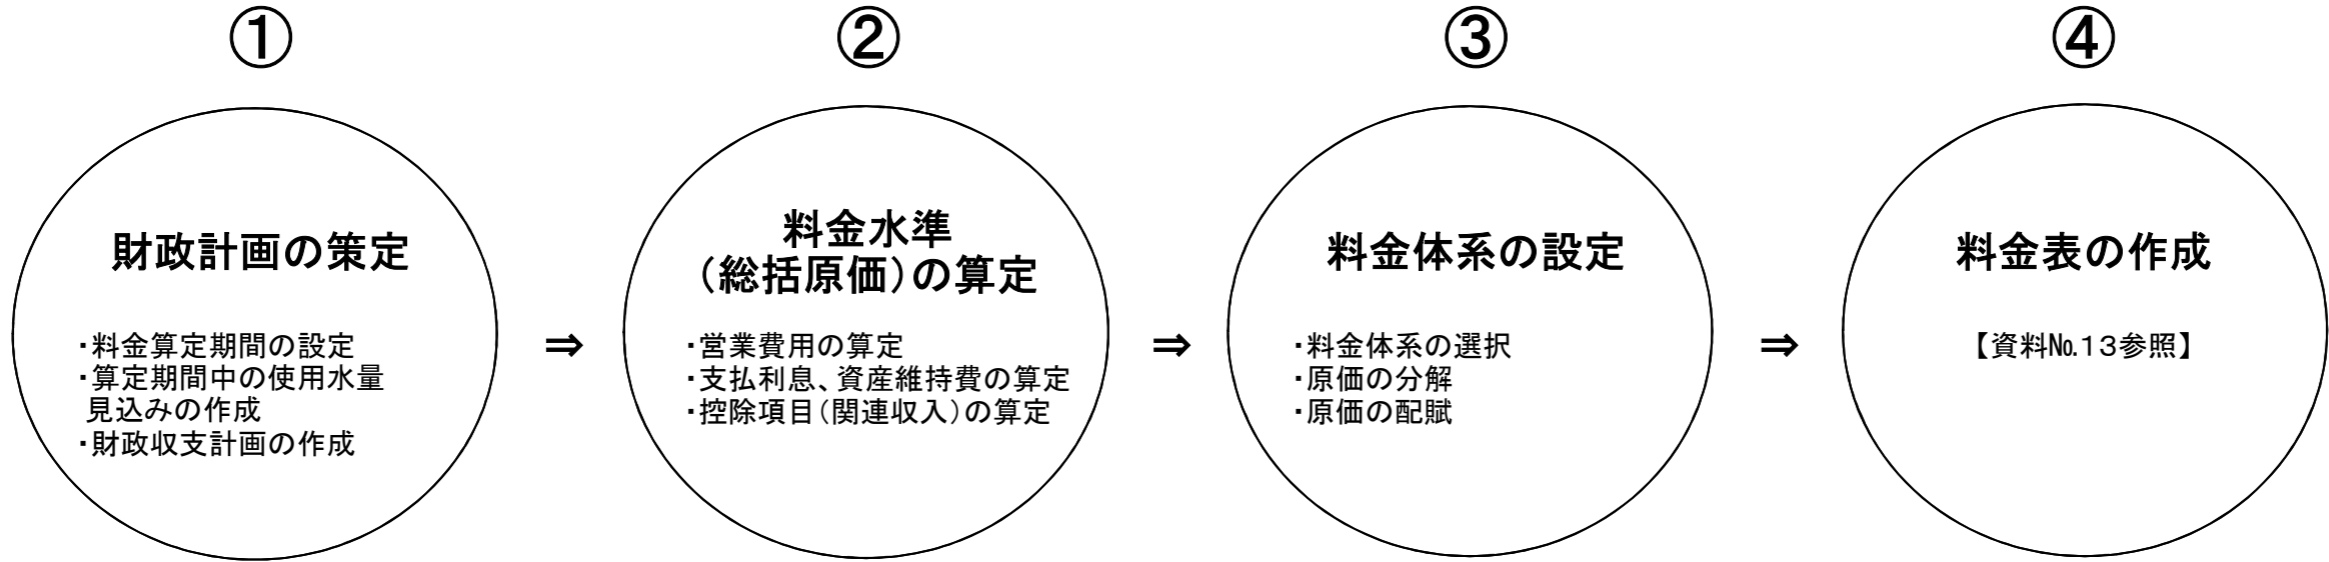 ①
財政計画の策定
・料金算定期間の設定
・算定期間中の使用水量
見込みの作成
・財政収支計画の作成
⇒
②
料金水準
（総括原価）の算定
・営業費用の算定
・支払利息、資産維持費の算定
・控除項目（関連収入）の算定
⇒
③
料金体系の設定
・料金体系の選択
・原価の分解
・原価の配賦
⇒
④
料金表の作成
【資料№13参照】